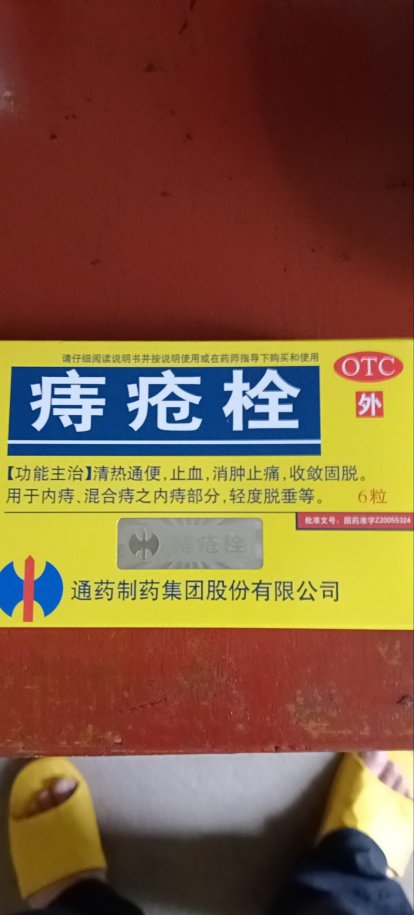 请仔细阅读说明书并按说明使用或在药师指导下购买和使用
OTC
痔疮栓
外
【功能主治】清热通便，止血，消肿止痛，收敛固脱。
用于内痔、混合痔之内痔部分，轻度脱垂等。 6粒
批准文号：国药准字Z20055324
痔疮栓
通药制药集团股份有限公司